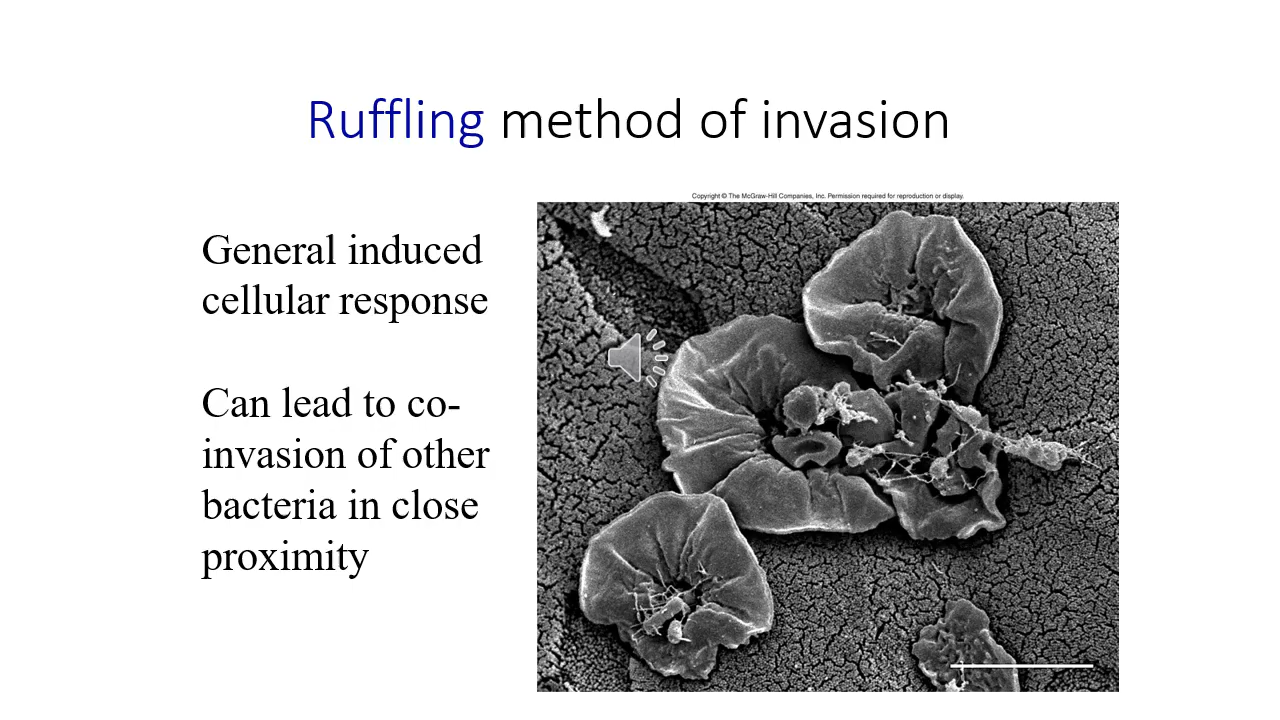 Ruffling method of invasion
Copyright © The McGraw-Hill Companies, Inc. Permission required for reproduction or display.
General induced
cellular response
Can lead to co-
invasion of other
bacteria in close
proximity